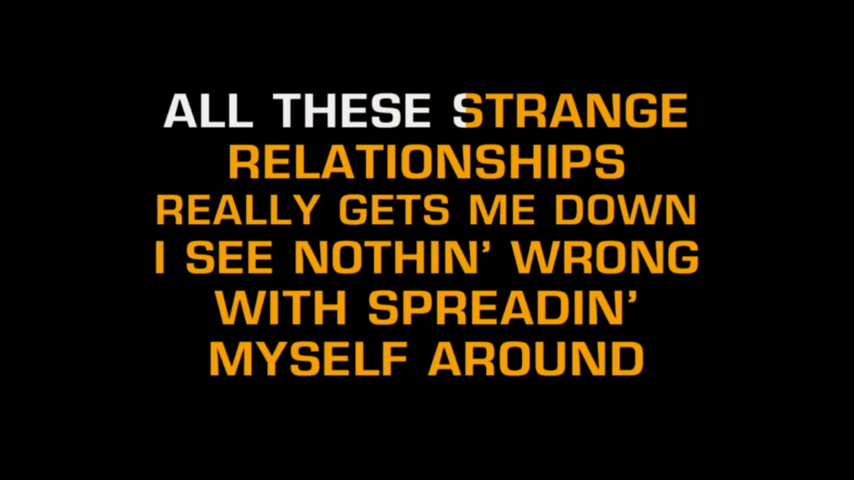 ALL THESE STRANGE
RELATIONSHIPS
REALLY GETS ME DOWN
I SEE NOTHIN' WRONG
WITH SPREADIN'
MYSELF AROUND